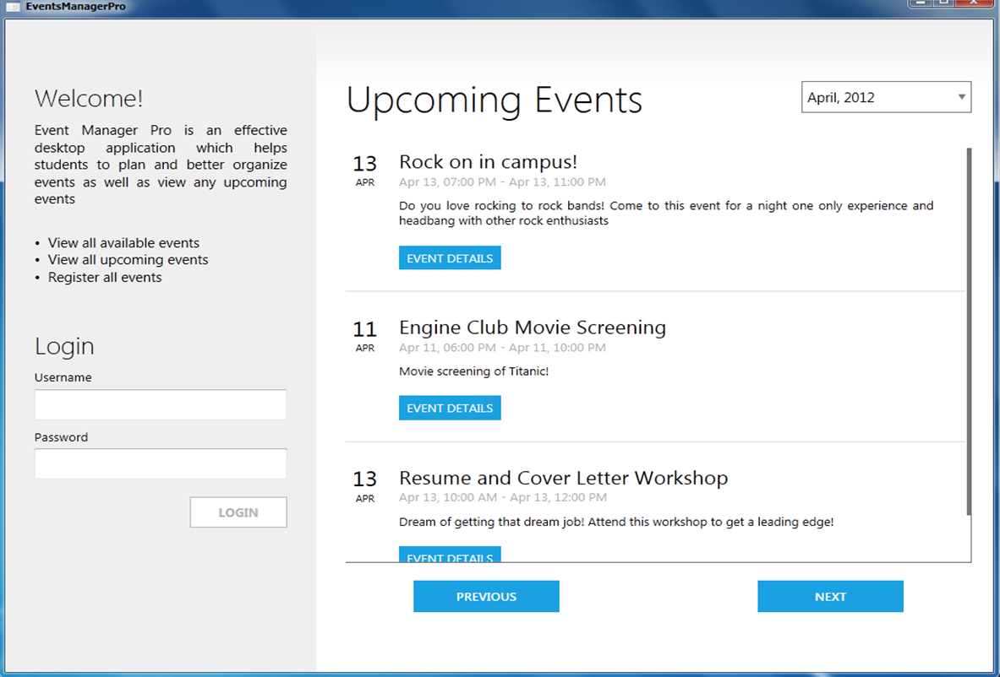 EventsManagerPro
Welcome!
Event Manager Pro is an effective
desktop application which helps
students to plan and better organize
events as well as view any upcoming
events
• View all available events
• View all upcoming events
• Register all events
Login
Username
Password
LOGIN
Upcoming Events
April, 2012
13
APR
Rock on in campus!
Apr 13, 07:00 PM - Apr 13, 11:00 PM
Do you love rocking to rock bands! Come to this event for a night one only experience and
headbang with other rock enthusiasts
EVENT DETAILS
11
APR
Engine Club Movie Screening
Apr 11, 06:00 PM - Apr 11, 10:00 PM
Movie screening of Titanic!
EVENT DETAILS
13
APR
Resume and Cover Letter Workshop
Apr 13, 10:00 AM - Apr 13, 12:00 PM
Dream of getting that dream job! Attend this workshop to get a leading edge!
EVENT DETAILS
PREVIOUS
NEXT